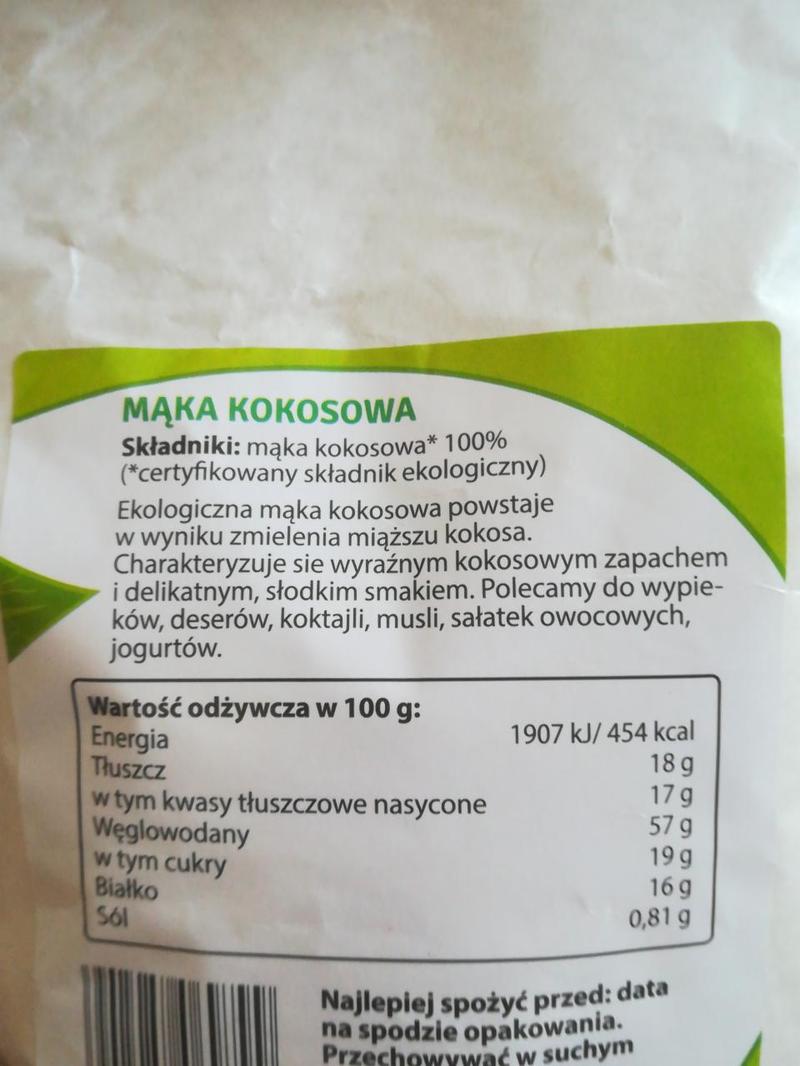 MĄKA KOKOSOWA
Składniki: mąka kokosowa* 100%
(*certyfikowany składnik ekologiczny)
Ekologiczna mąka kokosowa powstaje
w wyniku zmielenia miąższu kokosa.
Charakteryzuje sie wyraźnym kokosowym zapachem
i delikatnym, słodkim smakiem. Polecamy do wypie-
ków, deserów, koktajli, musli, sałatek owocowych,
jogurtów.
Wartość odżywcza w 100 g:
Energia 1907 kJ/ 454 kcal
Tłuszcz 18 g
w tym kwasy tłuszczowe nasycone 17 g
Węglowodany 57 g
w tym cukry 19 g
Białko 16 g
Sól 0,81 g
Najlepiej spożyć przed: data
na spodzie opakowania.
Przechowywać w suchym